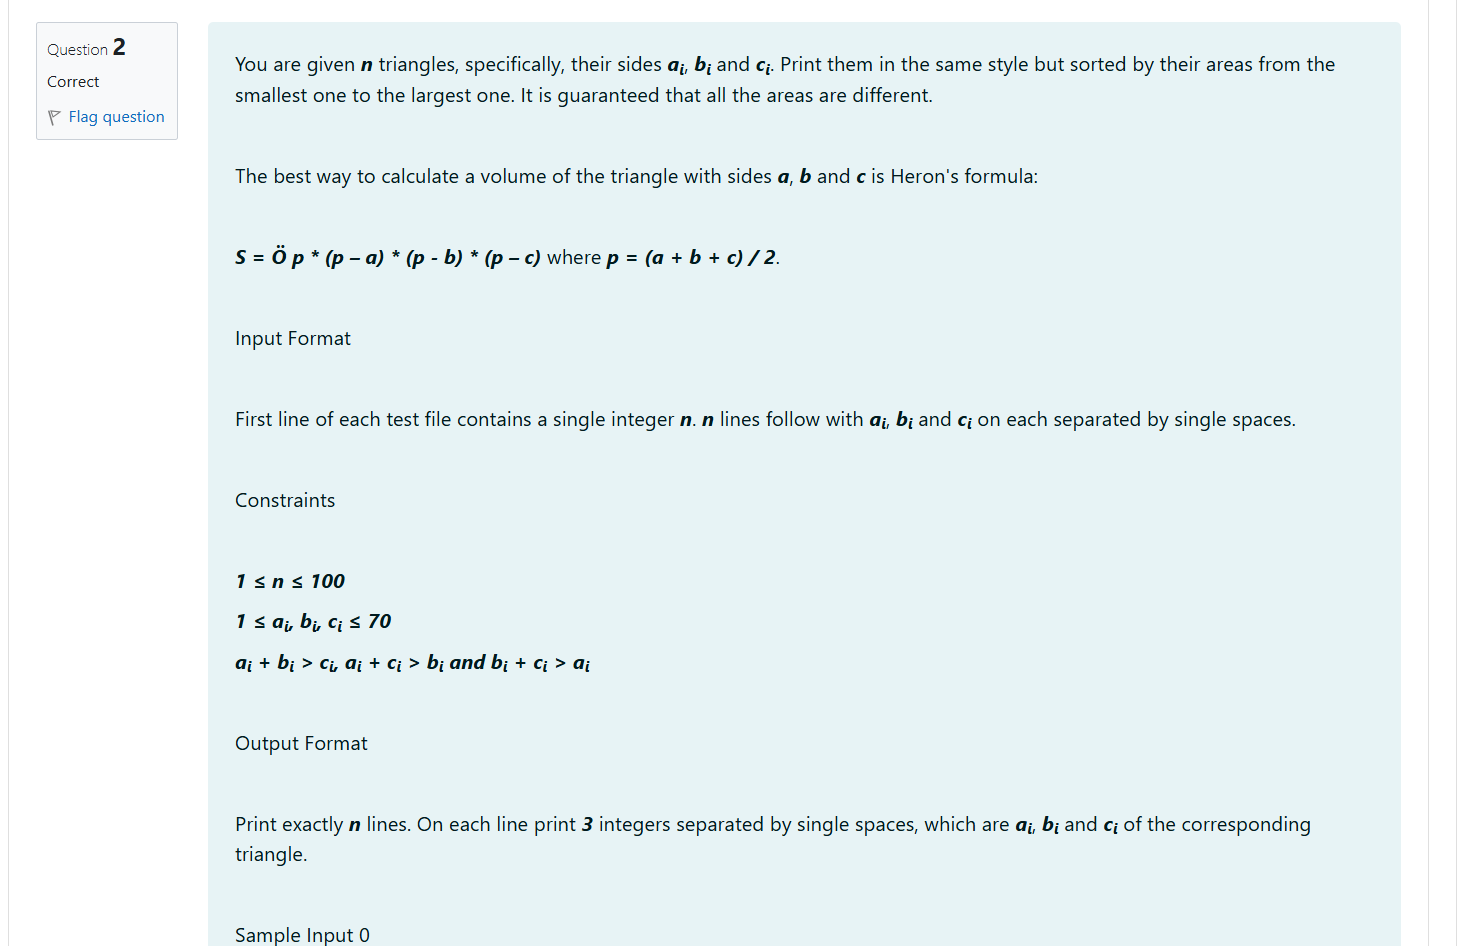 Question 2
Correct
Flag question
You are given n triangles, specifically, their sides ai, bi and ci. Print them in the same style but sorted by their areas from the
smallest one to the largest one. It is guaranteed that all the areas are different.
The best way to calculate a volume of the triangle with sides a, b and c is Heron's formula:
S = Ö p * (p – a) * (p - b) * (p – c) where p = (a + b + c) / 2.
Input Format
First line of each test file contains a single integer n. n lines follow with ai, bi and ci on each separated by single spaces.
Constraints
1 ≤ n ≤ 100
1 ≤ ai, bi, ci ≤ 70
ai + bi > ci, ai + ci > bi and bi + ci > ai
Output Format
Print exactly n lines. On each line print 3 integers separated by single spaces, which are ai, bi and ci of the corresponding
triangle.
Sample Input 0